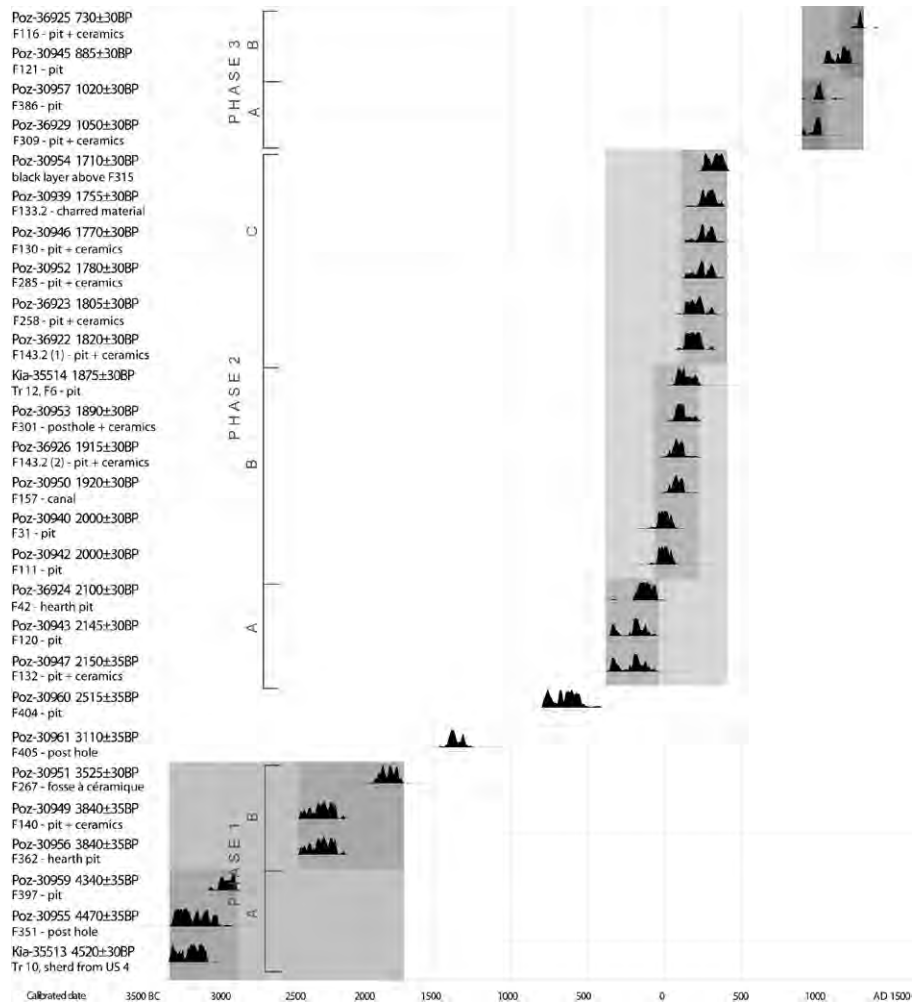 Poz-36925 730±30BP
F116 - pit + ceramics
Poz-30945 885±30BP
F121 - pit
Poz-30957 1020±30BP
F386 - pit
Poz-36929 1050±30BP
F309 - pit + ceramics
PHASE 3
B
A
Poz-30954 1710±30BP
black layer above F315
Poz-30939 1755±30BP
F133.2 - charred material
Poz-30946 1770±30BP
F130 - pit + ceramics
Poz-30952 1780±30BP
F285 - pit + ceramics
Poz-36923 1805±30BP
F258 - pit + ceramics
Poz-36922 1820±30BP
F143.2 (1) - pit + ceramics
Kia-35514 1875±30BP
Tr 12, F6 - pit
Poz-30953 1890±30BP
F301 - posthole + ceramics
Poz-36926 1915±30BP
F143.2 (2) - pit + ceramics
Poz-30950 1920±30BP
F157 - canal
Poz-30940 2000±30BP
F31 - pit
Poz-30942 2000±30BP
F111 - pit
Poz-36924 2100±30BP
F42 - hearth pit
Poz-30943 2145±30BP
F120 - pit
Poz-30947 2150±35BP
F132 - pit + ceramics
PHASE 2
C
B
A
Poz-30960 2515±35BP
F404 - pit
Poz-30961 3110±35BP
F405 - post hole
Poz-30951 3525±30BP
F267 - fosse à céramique
Poz-30949 3840±35BP
F140 - pit + ceramics
Poz-30956 3840±35BP
F362 - hearth pit
Poz-30959 4340±35BP
F397 - pit
Poz-30955 4470±35BP
F351 - post hole
Kia-35513 4520±30BP
Tr 10, sherd from US 4
PHASE 1
B
A
Calibrated date 3500 BC 3000 2500 2000 1500 1000 500 0 500 1000 AD 1500